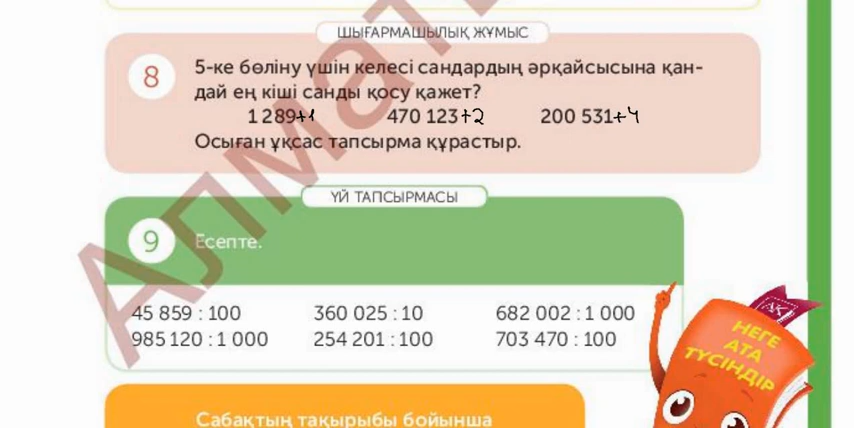 ШЫҒАРМАШЫЛЫҚ ЖҰМЫС
8
5-ке бөліну үшін келесі сандардың әрқайсысына қан-
дай ең кіші санды қосу қажет?
1 289+1 470 123+2 200 531+4
Осыған ұқсас тапсырма құрастыр.
ҮЙ ТАПСЫРМАСЫ
9 Есепте.
45 859 : 100 360 025 : 10 682 002 : 1 000
985 120 : 1 000 254 201 : 100 703 470 : 100
АК
НЕГЕ
АТА
ТҮСІНДІР
Сабақтың тақырыбы бойынша
Алмат